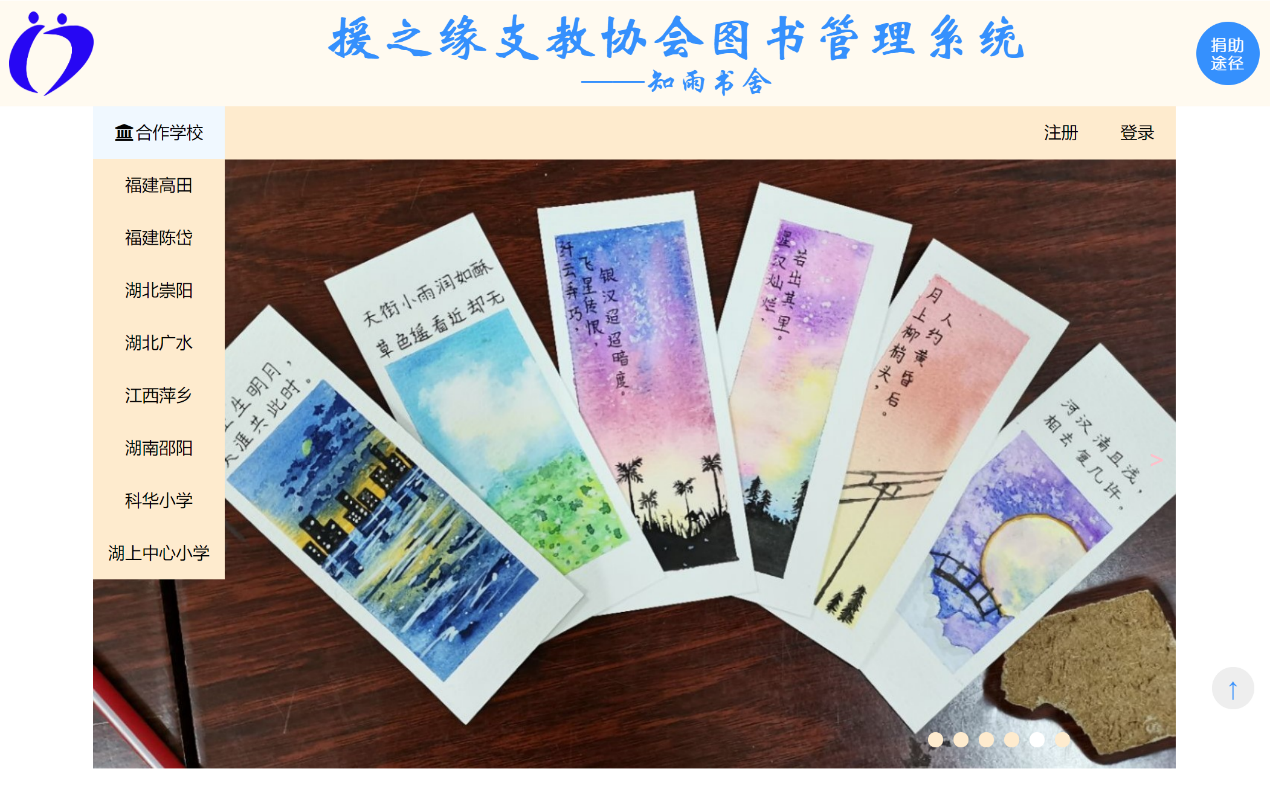 援之缘支教协会图书管理系统
——知雨书舍
捐助
途径
合作学校
注册
登录
福建高田
福建陈岱
湖北崇阳
湖北广水
江西萍乡
湖南邵阳
科华小学
湖上中心小学
上生明月，
天涯共此时。
天街小雨润如酥
草色遥看近却无
纤云弄巧，
飞星传恨，
银汉迢迢暗度。
星汉灿烂，
若出其里。
月上柳梢头，
人约黄昏后。
河汉清且浅，
相去复几许。